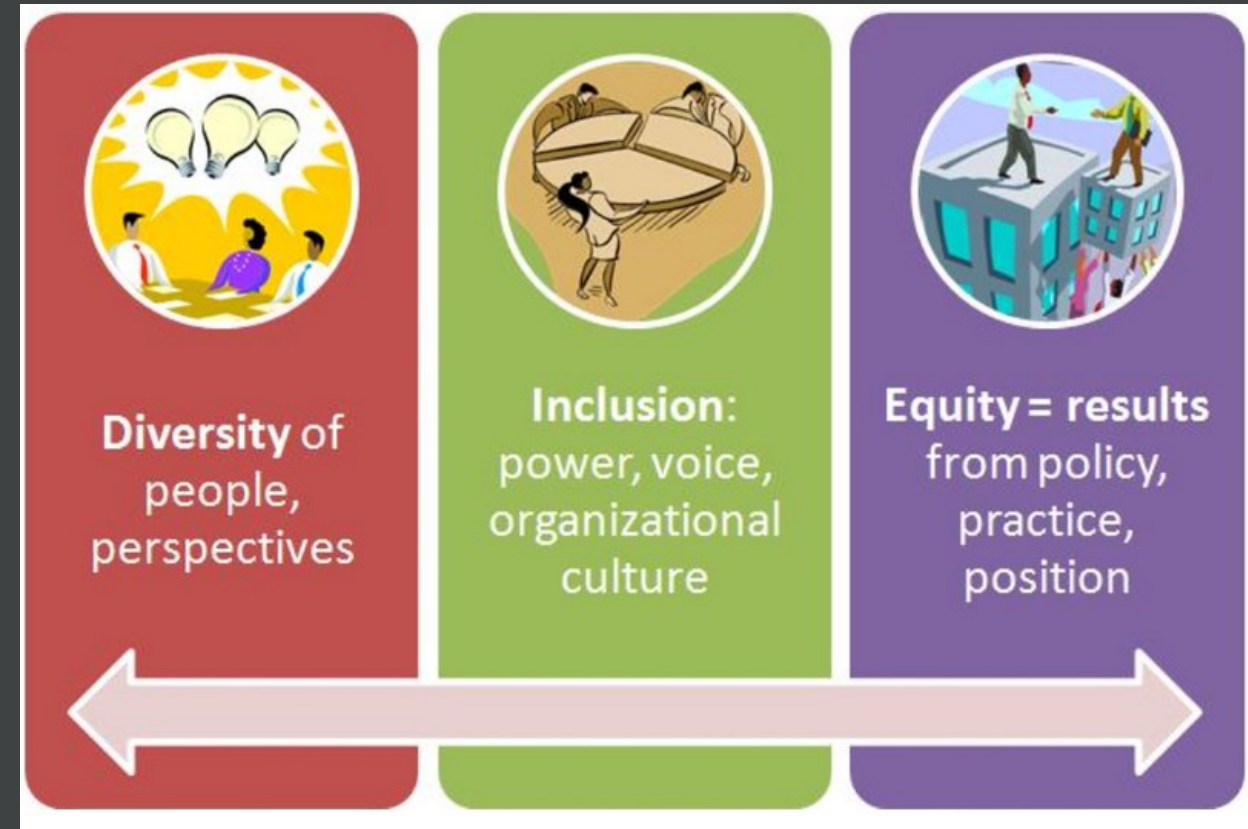 Diversity of
people,
perspectives
Inclusion:
power, voice,
organizational
culture
Equity = results
from policy,
practice,
position